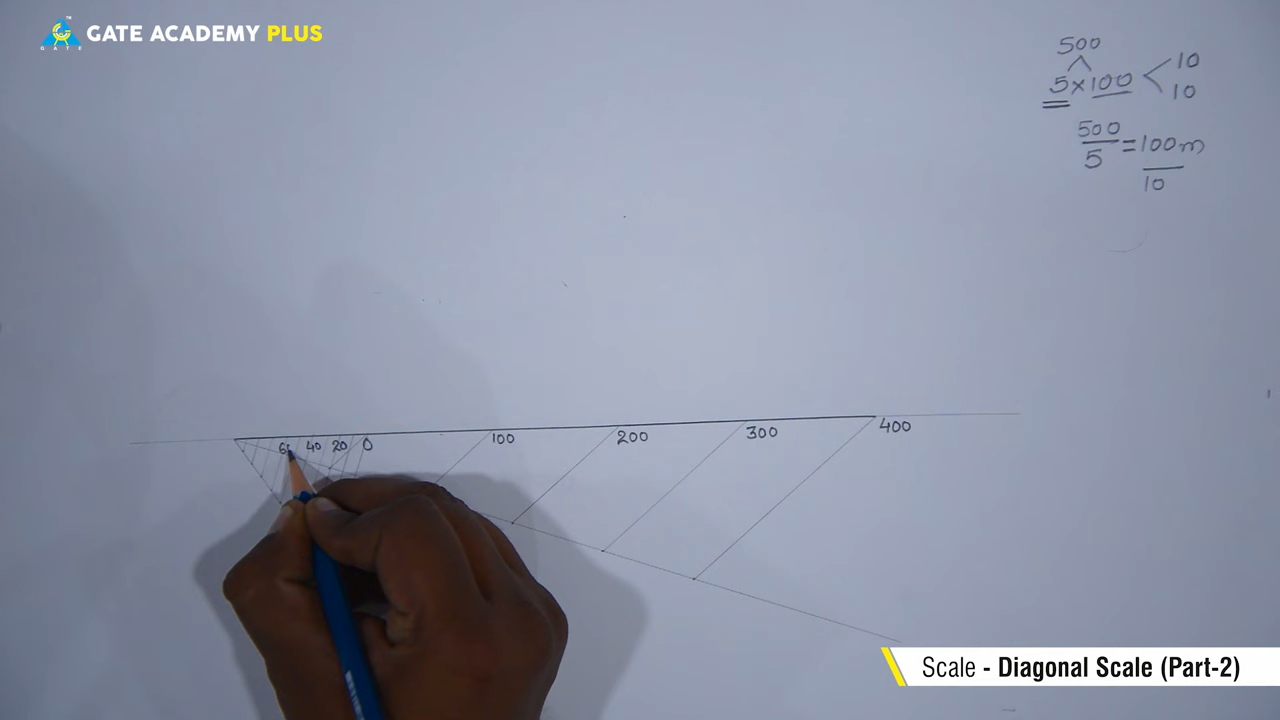 GATE ACADEMY PLUS
GATE
500
5×100 < 10
10
500/5 = 100m/10
40 20 0 100 200 300 400
Scale - Diagonal Scale (Part-2)